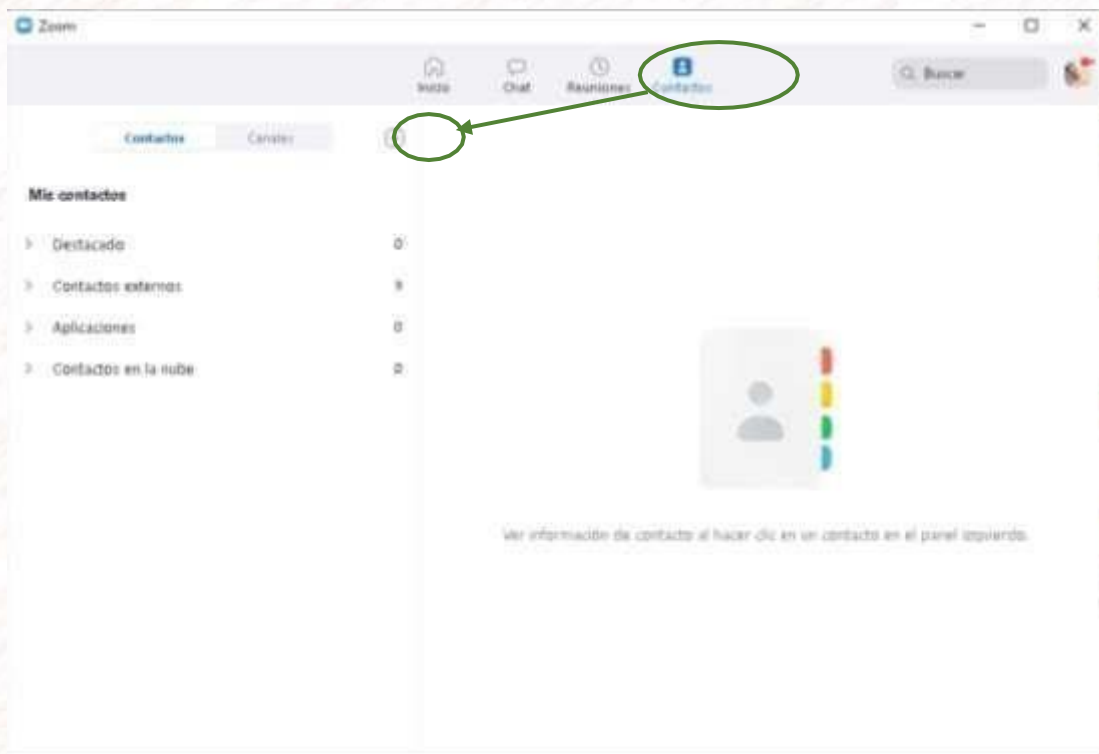 Zoom
Inicio Chat Reuniones Contactos Buscar
Contactos Canales
Mis contactos
Destacado 0
Contactos externos 9
Aplicaciones 0
Contactos en la nube 0
Ver información de contacto al hacer clic en un contacto en el panel izquierdo.